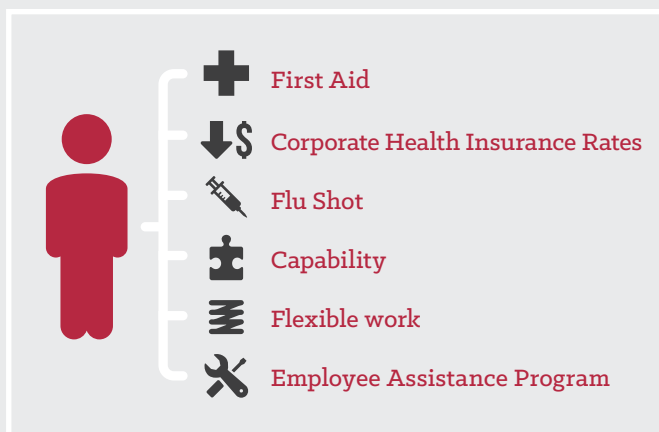 First Aid
$ Corporate Health Insurance Rates
Flu Shot
Capability
Flexible work
Employee Assistance Program